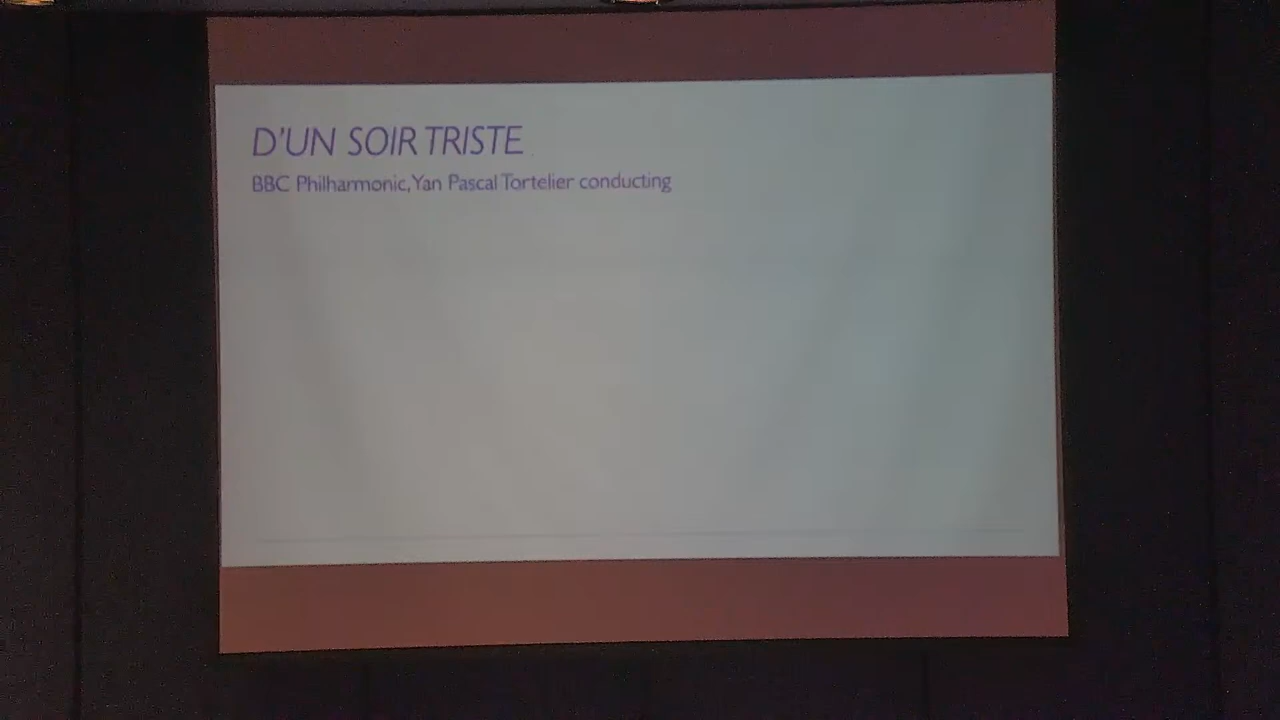 D'UN SOIR TRISTE
BBC Philharmonic, Yan Pascal Tortelier conducting